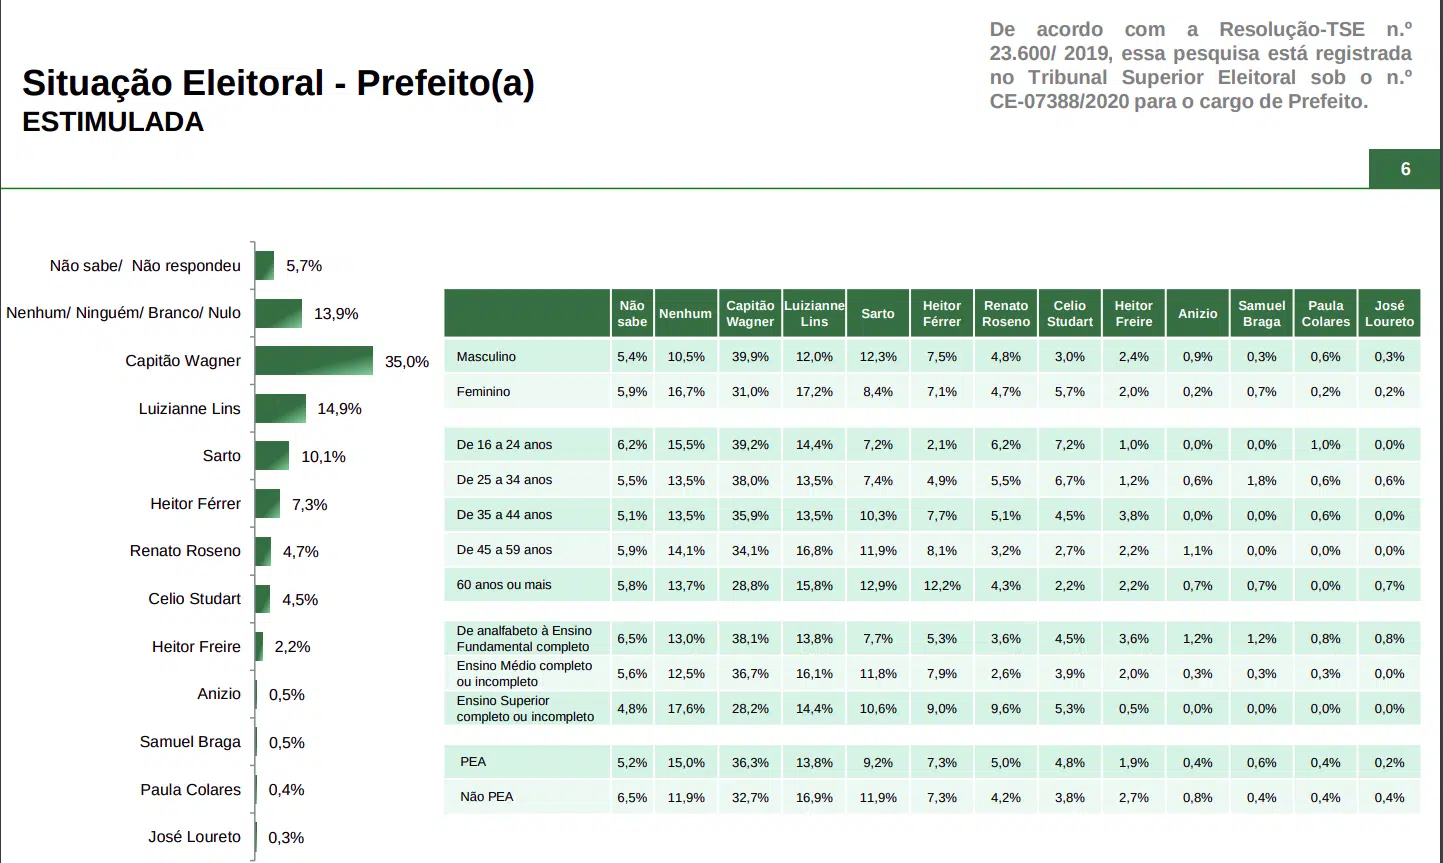 De acordo com a Resolução-TSE n.º
23.600/ 2019, essa pesquisa está registrada
no Tribunal Superior Eleitoral sob o n.º
CE-07388/2020 para o cargo de Prefeito.
Situação Eleitoral - Prefeito(a)
ESTIMULADA
6
Não sabe/ Não respondeu 5,7%
Nenhum/ Ninguém/ Branco/ Nulo 13,9%
Capitão Wagner 35,0%
Luizianne Lins 14,9%
Sarto 10,1%
Heitor Férrer 7,3%
Renato Roseno 4,7%
Celio Studart 4,5%
Heitor Freire 2,2%
Anizio 0,5%
Samuel Braga 0,5%
Paula Colares 0,4%
José Loureto 0,3%
Não sabe Nenhum Capitão Wagner Luizianne Lins Sarto Heitor Férrer Renato Roseno Celio Studart Heitor Freire Anizio Samuel Braga Paula Colares José Loureto
Masculino 5,4% 10,5% 39,9% 12,0% 12,3% 7,5% 4,8% 3,0% 2,4% 0,9% 0,3% 0,6% 0,3%
Feminino 5,9% 16,7% 31,0% 17,2% 8,4% 7,1% 4,7% 5,7% 2,0% 0,2% 0,7% 0,2% 0,2%
De 16 a 24 anos 6,2% 15,5% 39,2% 14,4% 7,2% 2,1% 6,2% 7,2% 1,0% 0,0% 0,0% 1,0% 0,0%
De 25 a 34 anos 5,5% 13,5% 38,0% 13,5% 7,4% 4,9% 5,5% 6,7% 1,2% 0,6% 1,8% 0,6% 0,6%
De 35 a 44 anos 5,1% 13,5% 35,9% 13,5% 10,3% 7,7% 5,1% 4,5% 3,8% 0,0% 0,0% 0,6% 0,0%
De 45 a 59 anos 5,9% 14,1% 34,1% 16,8% 11,9% 8,1% 3,2% 2,7% 2,2% 1,1% 0,0% 0,0% 0,0%
60 anos ou mais 5,8% 13,7% 28,8% 15,8% 12,9% 12,2% 4,3% 2,2% 2,2% 0,7% 0,7% 0,0% 0,7%
De analfabeto à Ensino Fundamental completo 6,5% 13,0% 38,1% 13,8% 7,7% 5,3% 3,6% 4,5% 3,6% 1,2% 1,2% 0,8% 0,8%
Ensino Médio completo ou incompleto 5,6% 12,5% 36,7% 16,1% 11,8% 7,9% 2,6% 3,9% 2,0% 0,3% 0,3% 0,3% 0,0%
Ensino Superior completo ou incompleto 4,8% 17,6% 28,2% 14,4% 10,6% 9,0% 9,6% 5,3% 0,5% 0,0% 0,0% 0,0% 0,0%
PEA 5,2% 15,0% 36,3% 13,8% 9,2% 7,3% 5,0% 4,8% 1,9% 0,4% 0,6% 0,4% 0,2%
Não PEA 6,5% 11,9% 32,7% 16,9% 11,9% 7,3% 4,2% 3,8% 2,7% 0,8% 0,4% 0,4% 0,4%